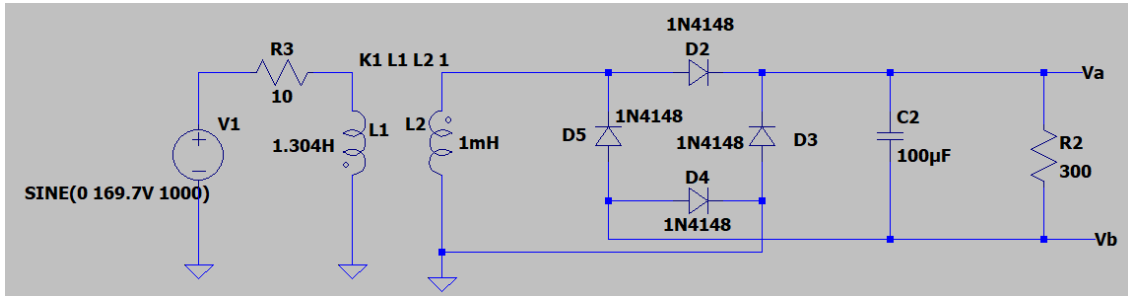 1N4148
R3
K1 L1 L2 1
D2
Va
10
V1
L1
L2
1N4148
C2
1.304H
1mH
D5
1N4148
D3
R2
100µF
D4
300
SINE(0 169.7V 1000)
1N4148
Vb